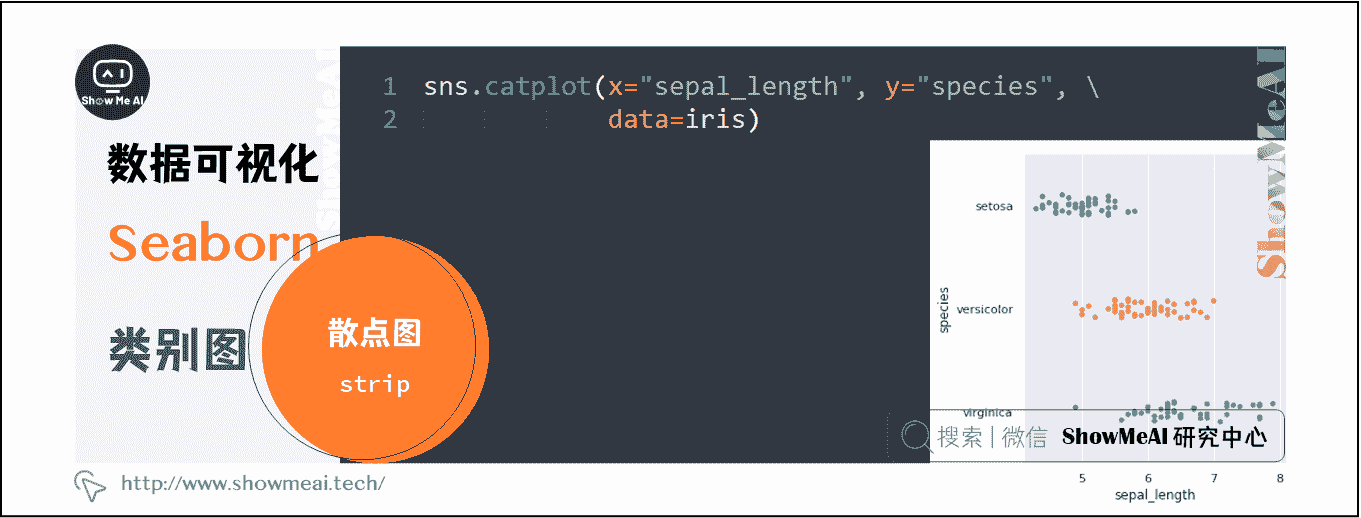 Show Me AI
数据可视化
Seaborn
类别图
散点图
strip
1 sns.catplot(x="sepal_length", y="species", \
2 data=iris)
ShowMeAI
ShowMeAI
setosa
versicolor
virginica
species
5 6 7 8
sepal_length
搜索 | 微信 ShowMeAI 研究中心
http://www.showmeai.tech/